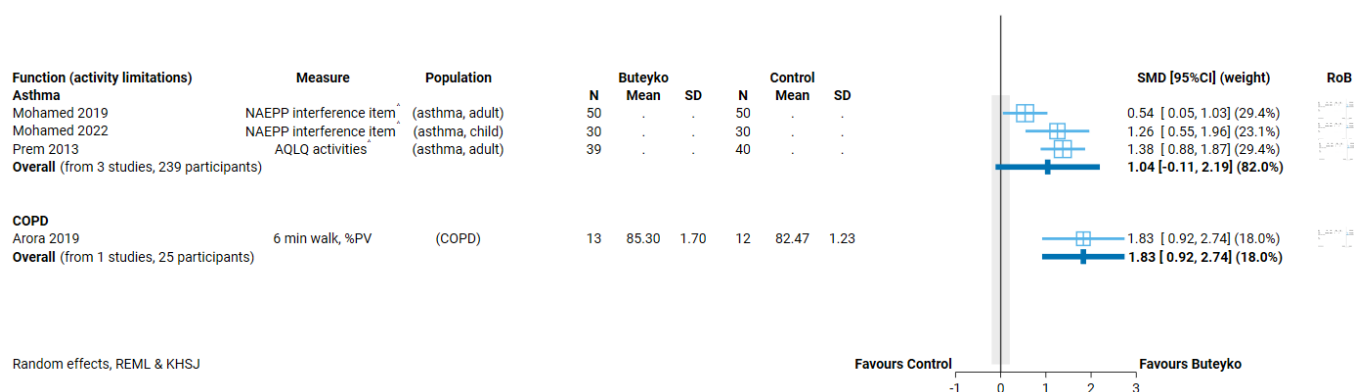 Function (activity limitations) Measure Population Buteyko Control SMD [95%CI] (weight) RoB
Asthma N Mean SD N Mean SD
Mohamed 2019 NAEPP interference item^ (asthma, adult) 50 . . 50 . . 0.54 [ 0.05, 1.03] (29.4%)
Mohamed 2022 NAEPP interference item^ (asthma, child) 30 . . 30 . . 1.26 [ 0.55, 1.96] (23.1%)
Prem 2013 AQLQ activities^ (asthma, adult) 39 . . 40 . . 1.38 [ 0.88, 1.87] (29.4%)
Overall (from 3 studies, 239 participants) 1.04 [-0.11, 2.19] (82.0%)
COPD
Arora 2019 6 min walk, %PV (COPD) 13 85.30 1.70 12 82.47 1.23 1.83 [ 0.92, 2.74] (18.0%)
Overall (from 1 studies, 25 participants) 1.83 [ 0.92, 2.74] (18.0%)
Random effects, REML & KHSJ Favours Control Favours Buteyko
-1 0 1 2 3